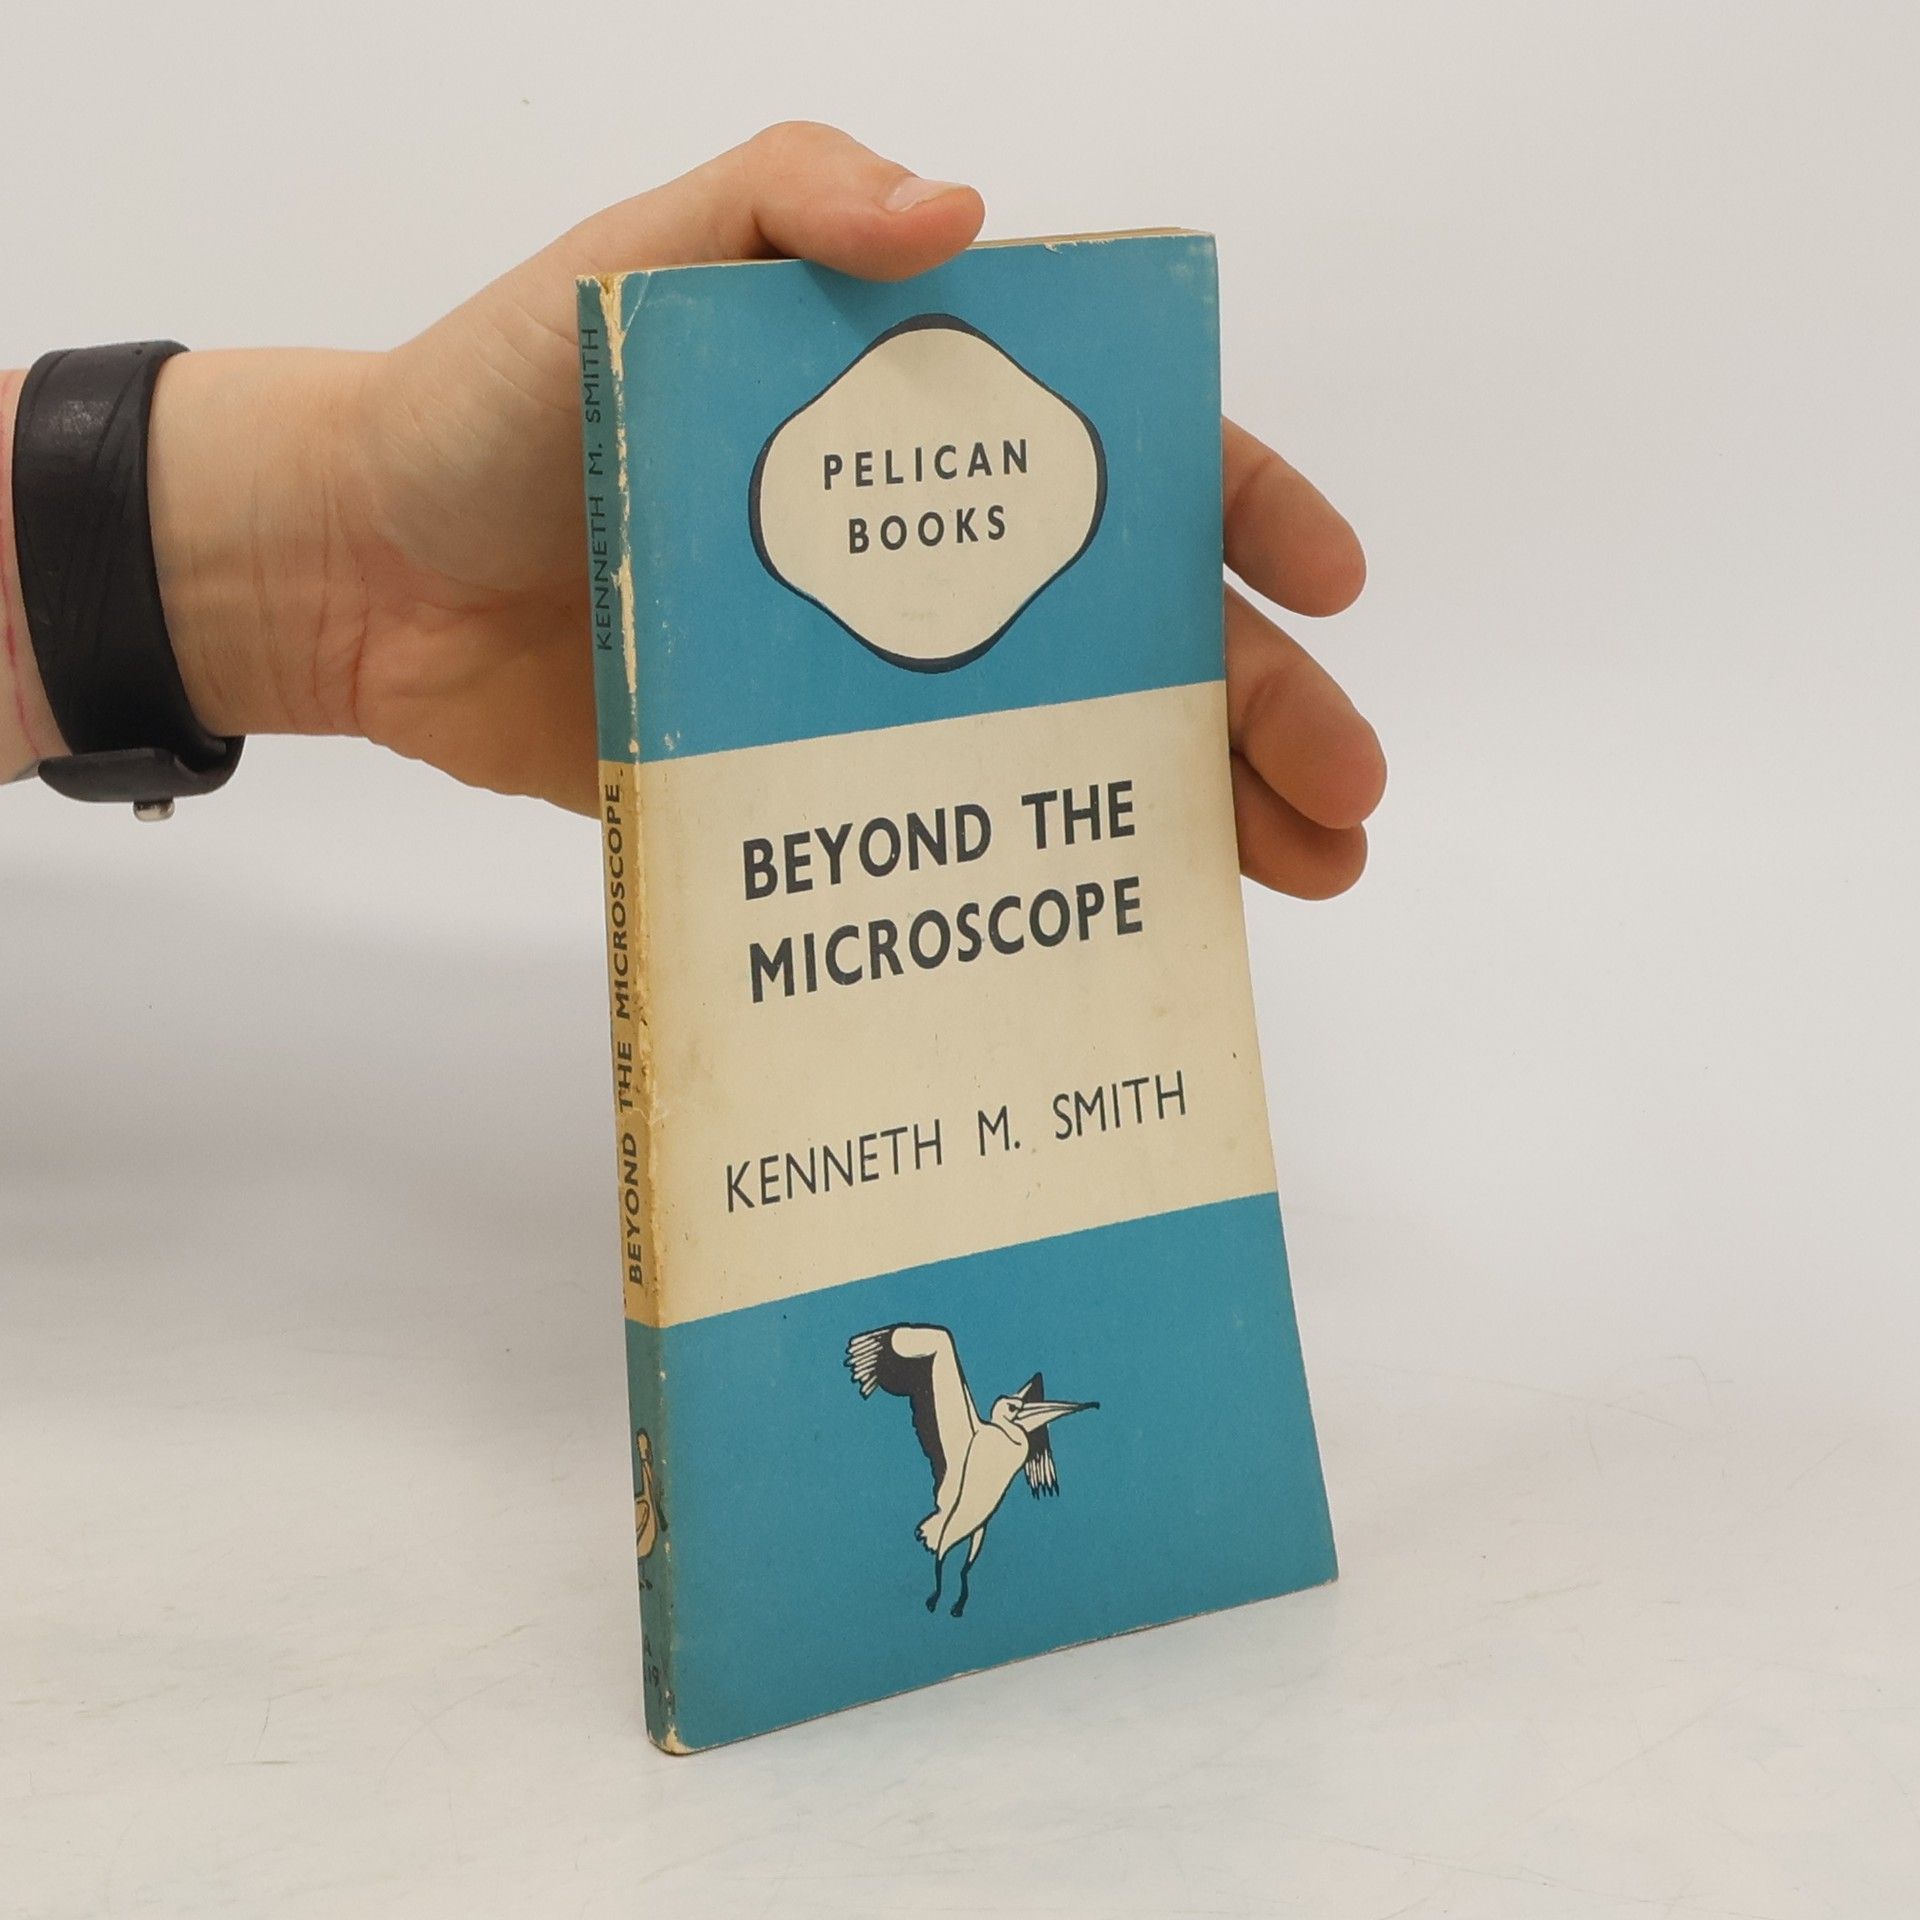 PELICAN
BOOKS
BEYOND THE
MICROSCOPE
KENNETH M. SMITH
KENNETH M. SMITH
BEYOND THE MICROSCOPE
A